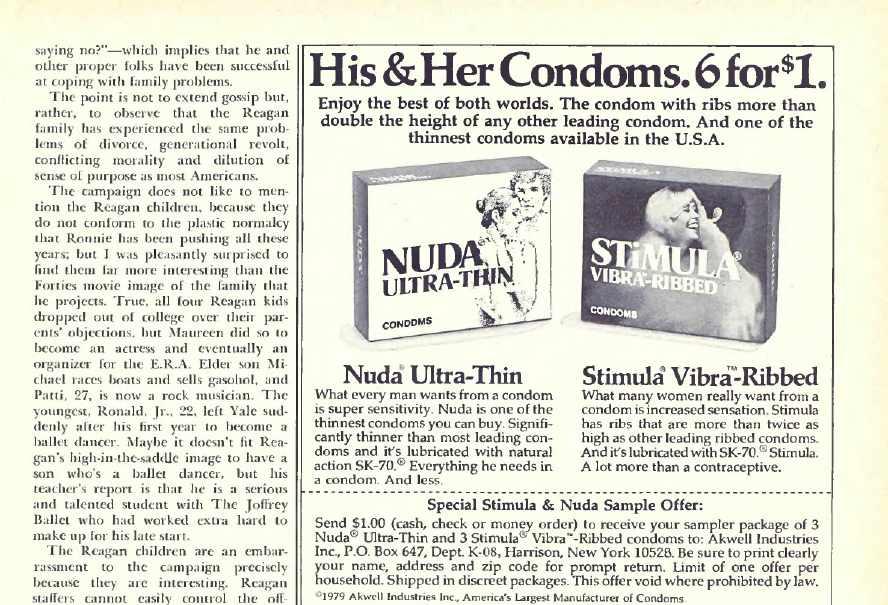 saying no?"—which implies that he and
other proper folks have been successful
at coping with family problems.
The point is not to extend gossip but,
rather, to observe that the Reagan
family has experienced the same prob-
lems of divorce, generational revolt,
conflicting morality and dilution of
sense of purpose as most Americans.
The campaign does not like to men-
tion the Reagan children, because they
do not conform to the plastic normalcy
that Ronnie has been pushing all these
years; but I was pleasantly surprised to
find them far more interesting than the
Forties movie image of the family that
he projects. True, all four Reagan kids
dropped out of college over their par-
ents' objections, but Maureen did so to
become an actress and eventually an
organizer for the E.R.A. Elder son Mi-
chael races boats and sells gasohol, and
Patti, 27, is now a rock musician. The
youngest, Ronald, Jr., 22, left Yale sud-
denly after his first year to become a
ballet dancer. Maybe it doesn't fit Rea-
gan's high-in-the-saddle image to have a
son who's a ballet dancer, but his
teacher's report is that he is a serious
and talented student with The Joffrey
Ballet who had worked extra hard to
make up for his late start.
The Reagan children are an embar-
rassment to the campaign precisely
because they are interesting. Reagan
staffers cannot easily control the off-
His & Her Condoms. 6 for $1.
Enjoy the best of both worlds. The condom with ribs more than
double the height of any other leading condom. And one of the
thinnest condoms available in the U.S.A.
NUDA®
ULTRA-THIN
CONDOMS
NUDA
STiMULA®
VIBRA™-RIBBED
CONDOMS
STiMULA
Nuda® Ultra-Thin
What every man wants from a condom
is super sensitivity. Nuda is one of the
thinnest condoms you can buy. Signifi-
cantly thinner than most leading con-
doms and it's lubricated with natural
action SK-70.® Everything he needs in
a condom. And less.
Stimula® Vibra™-Ribbed
What many women really want from a
condom is increased sensation. Stimula
has ribs that are more than twice as
high as other leading ribbed condoms.
And it's lubricated with SK-70.® Stimula.
A lot more than a contraceptive.
Special Stimula & Nuda Sample Offer:
Send $1.00 (cash, check or money order) to receive your sampler package of 3
Nuda® Ultra-Thin and 3 Stimula® Vibra™-Ribbed condoms to: Akwell Industries
Inc., P.O. Box 647, Dept. K-08, Harrison, New York 10528. Be sure to print clearly
your name, address and zip code for prompt return. Limit of one offer per
household. Shipped in discreet packages. This offer void where prohibited by law.
©1979 Akwell Industries Inc., America's Largest Manufacturer of Condoms